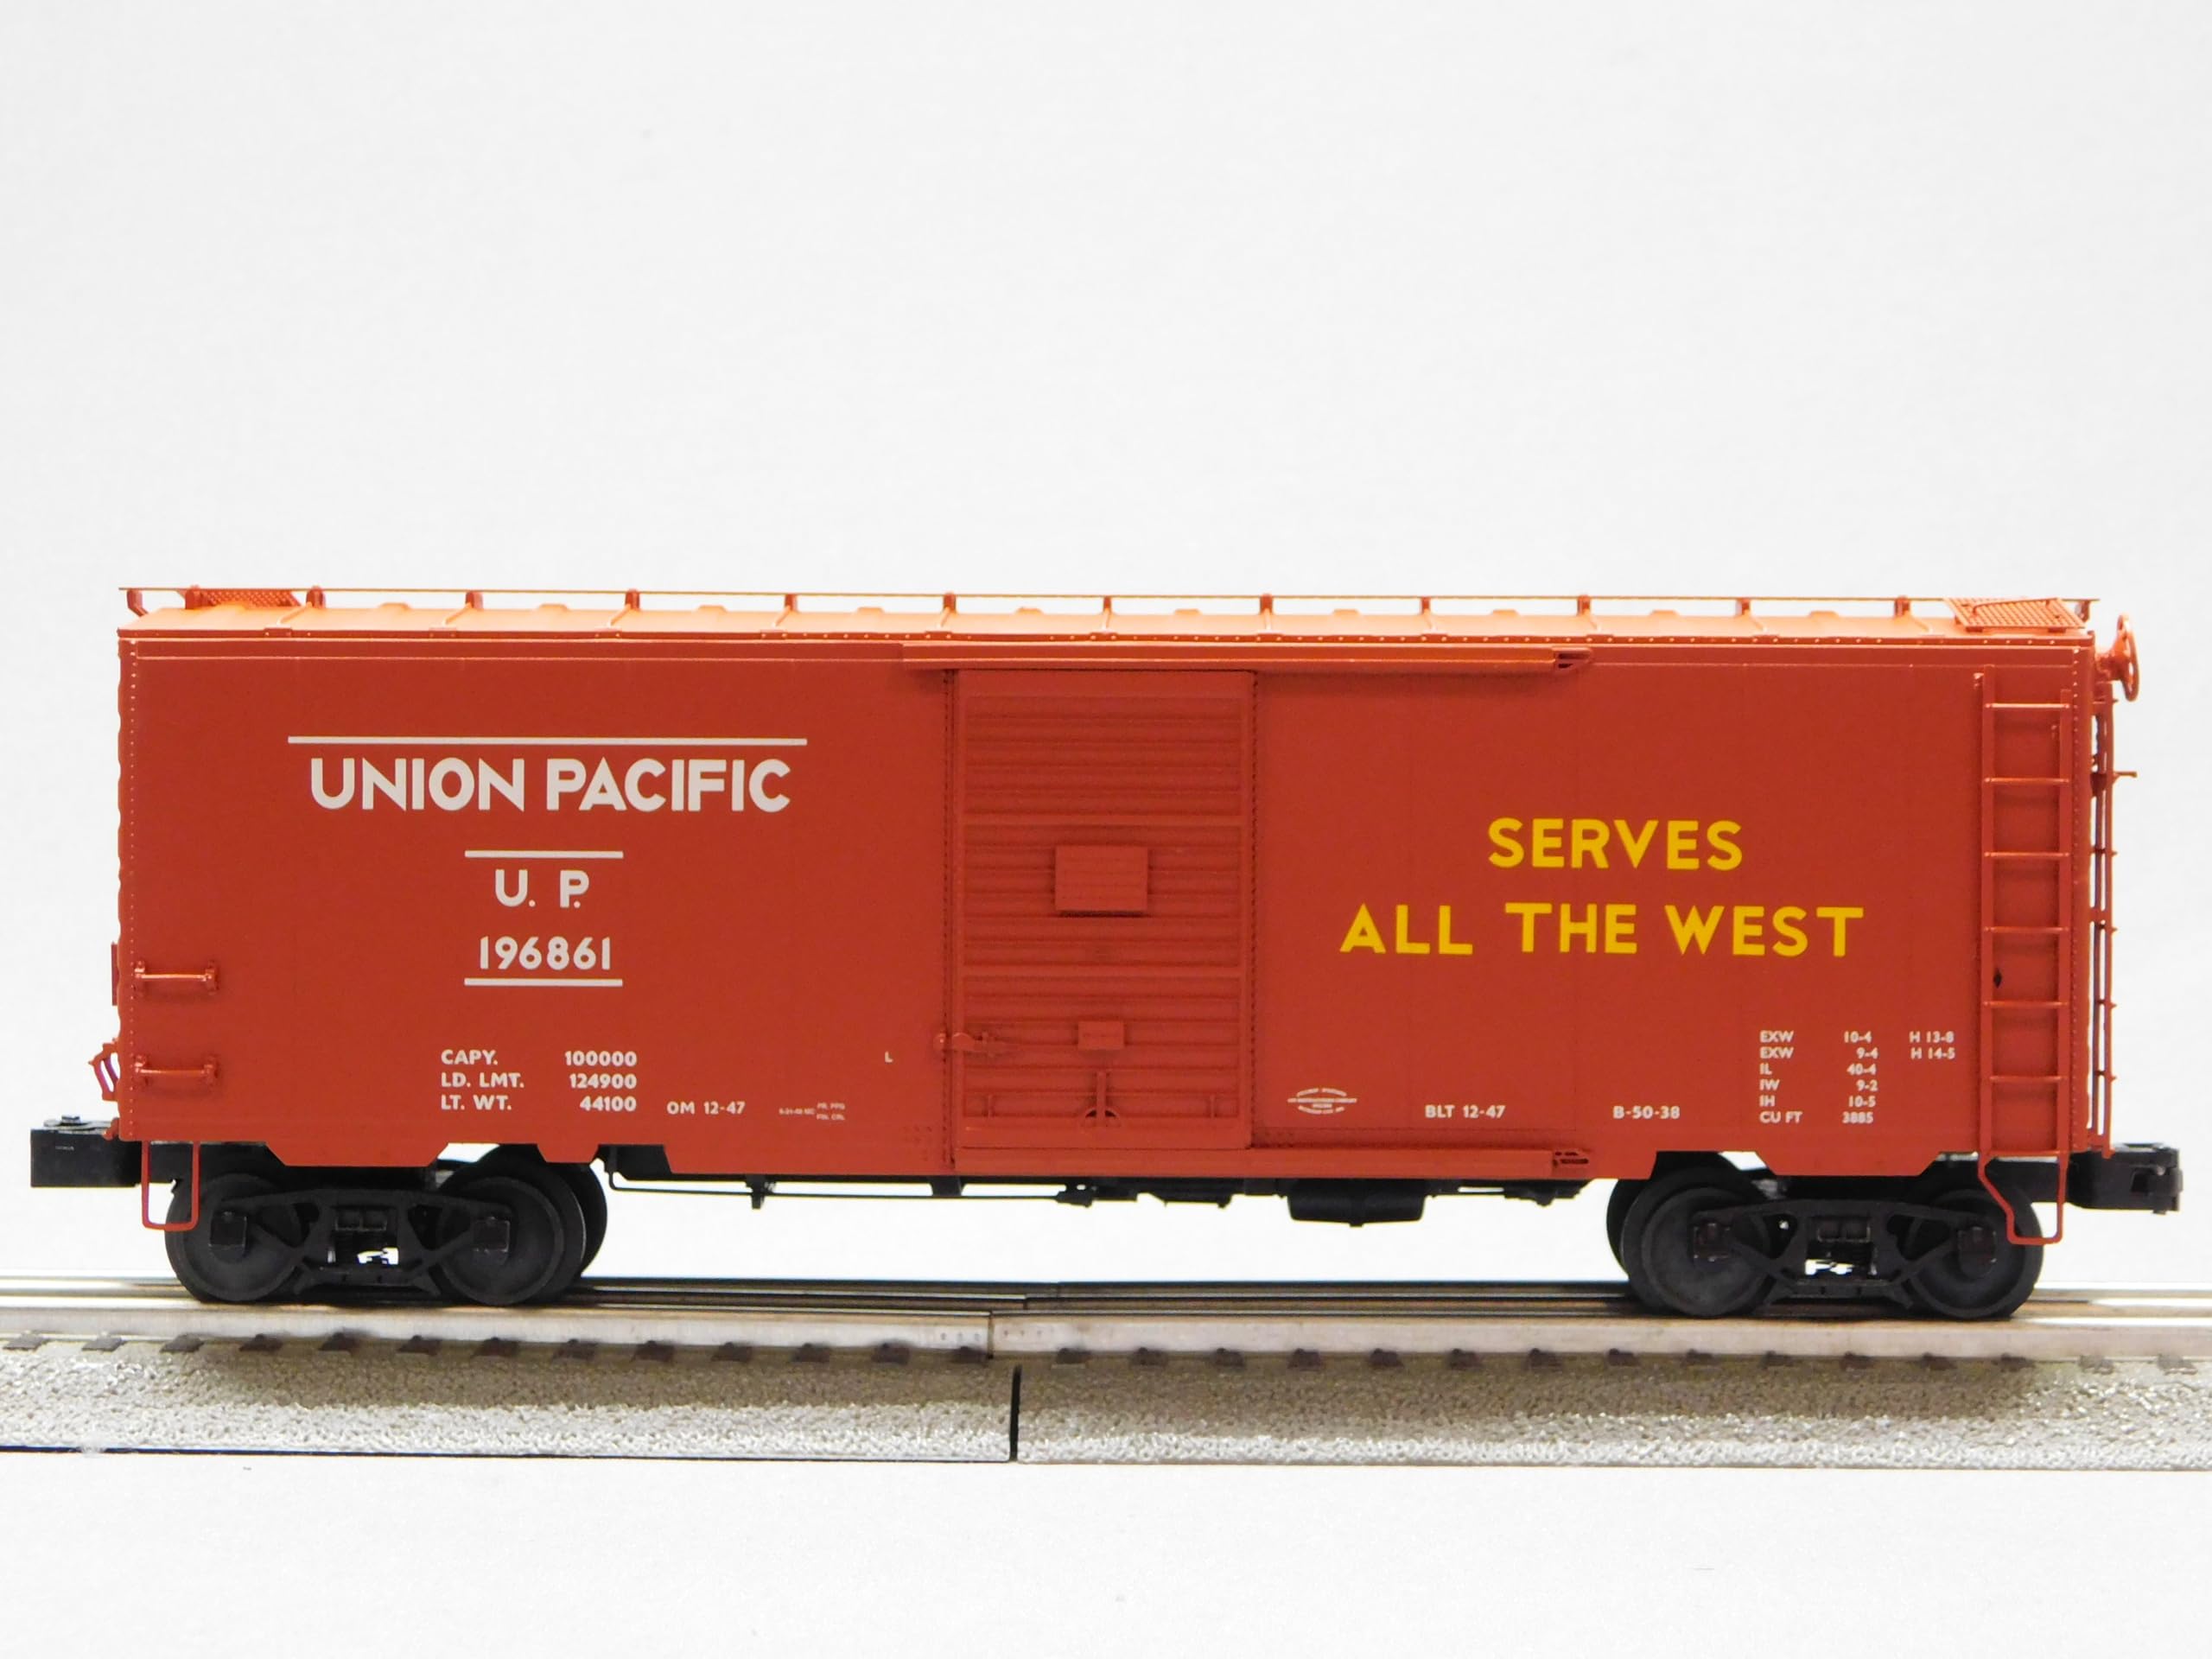 UNION PACIFIC
U. P.
196861
CAPY. 100000
LD. LMT. 124900
LT. WT. 44100
OM 12-47
L
SERVES
ALL THE WEST
BLT 12-47
B-50-38
EXW 10-4 H 13-8
EXW 9-4 H 14-5
IL 40-4
IW 9-2
IH 10-5
CU FT 3885